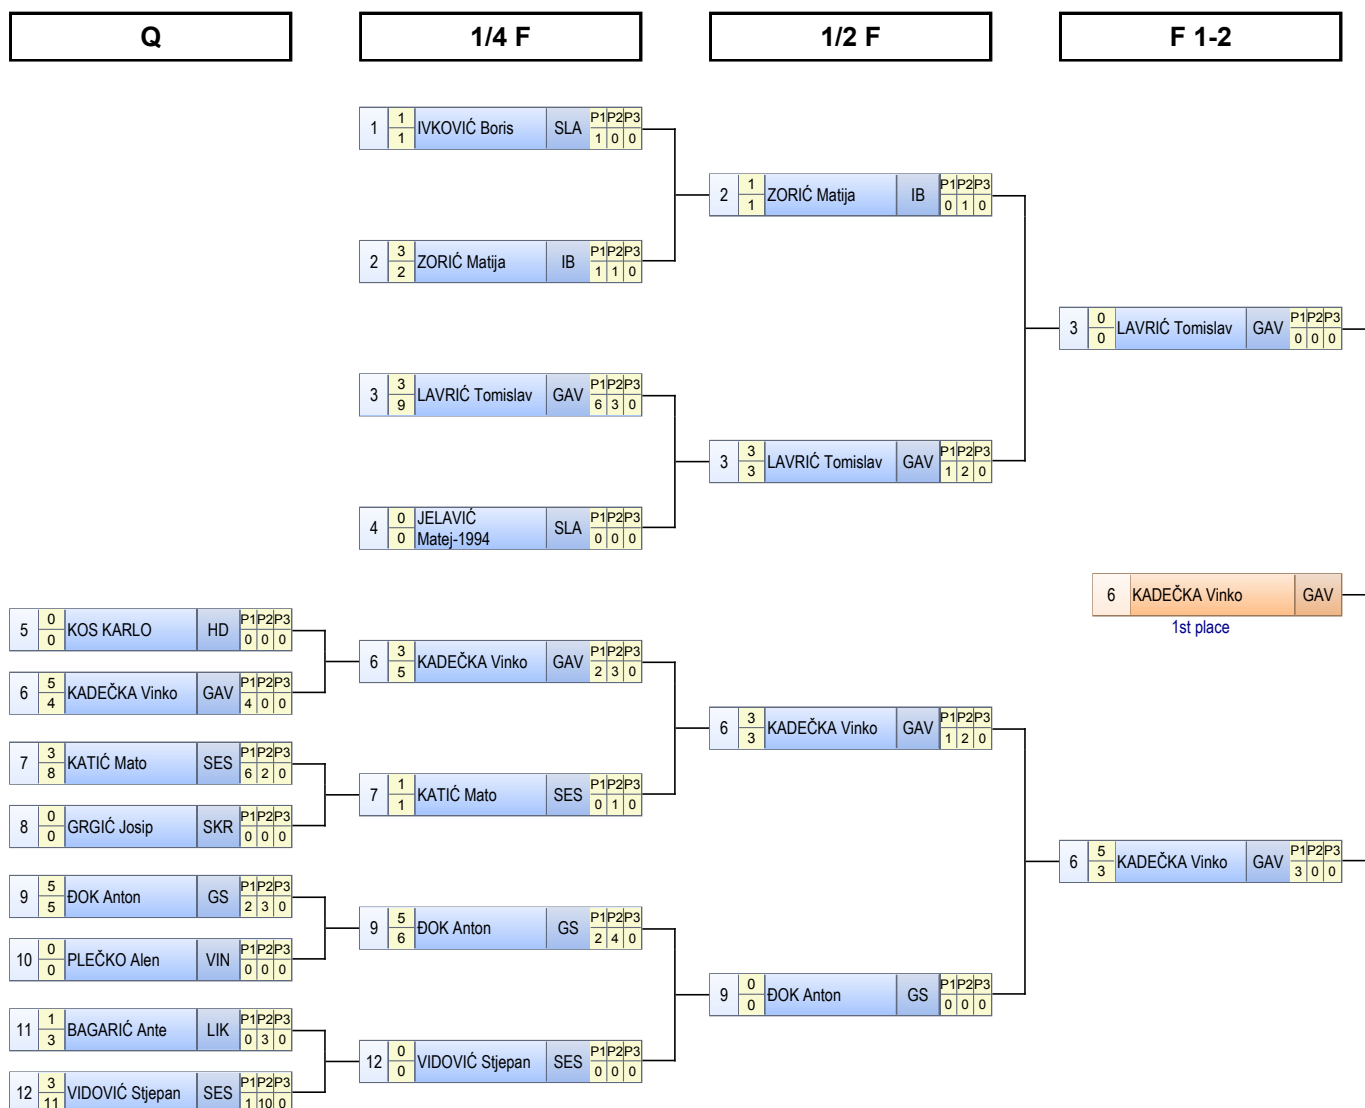 Q 1/4 F 1/2 F F 1-2
1 1 1 IVKOVIĆ Boris SLA P1 P2 P3 1 0 0
2 1 1 ZORIĆ Matija IB P1 P2 P3 0 1 0
2 3 2 ZORIĆ Matija IB P1 P2 P3 1 1 0
3 0 0 LAVRIĆ Tomislav GAV P1 P2 P3 0 0 0
3 3 9 LAVRIĆ Tomislav GAV P1 P2 P3 6 3 0
3 3 3 LAVRIĆ Tomislav GAV P1 P2 P3 1 2 0
4 0 0 JELAVIĆ
Matej-1994 SLA P1 P2 P3 0 0 0
6 KADEČKA Vinko GAV
1st place
5 0 0 KOS KARLO HD P1 P2 P3 0 0 0
6 3 5 KADEČKA Vinko GAV P1 P2 P3 2 3 0
6 5 4 KADEČKA Vinko GAV P1 P2 P3 4 0 0
6 3 3 KADEČKA Vinko GAV P1 P2 P3 1 2 0
7 3 8 KATIĆ Mato SES P1 P2 P3 6 2 0
7 1 1 KATIĆ Mato SES P1 P2 P3 0 1 0
8 0 0 GRGIĆ Josip SKR P1 P2 P3 0 0 0
6 5 3 KADEČKA Vinko GAV P1 P2 P3 3 0 0
9 5 5 ĐOK Anton GS P1 P2 P3 2 3 0
9 5 6 ĐOK Anton GS P1 P2 P3 2 4 0
10 0 0 PLEČKO Alen VIN P1 P2 P3 0 0 0
9 0 0 ĐOK Anton GS P1 P2 P3 0 0 0
11 1 3 BAGARIĆ Ante LIK P1 P2 P3 0 3 0
12 0 0 VIDOVIĆ Stjepan SES P1 P2 P3 0 0 0
12 3 11 VIDOVIĆ Stjepan SES P1 P2 P3 1 10 0